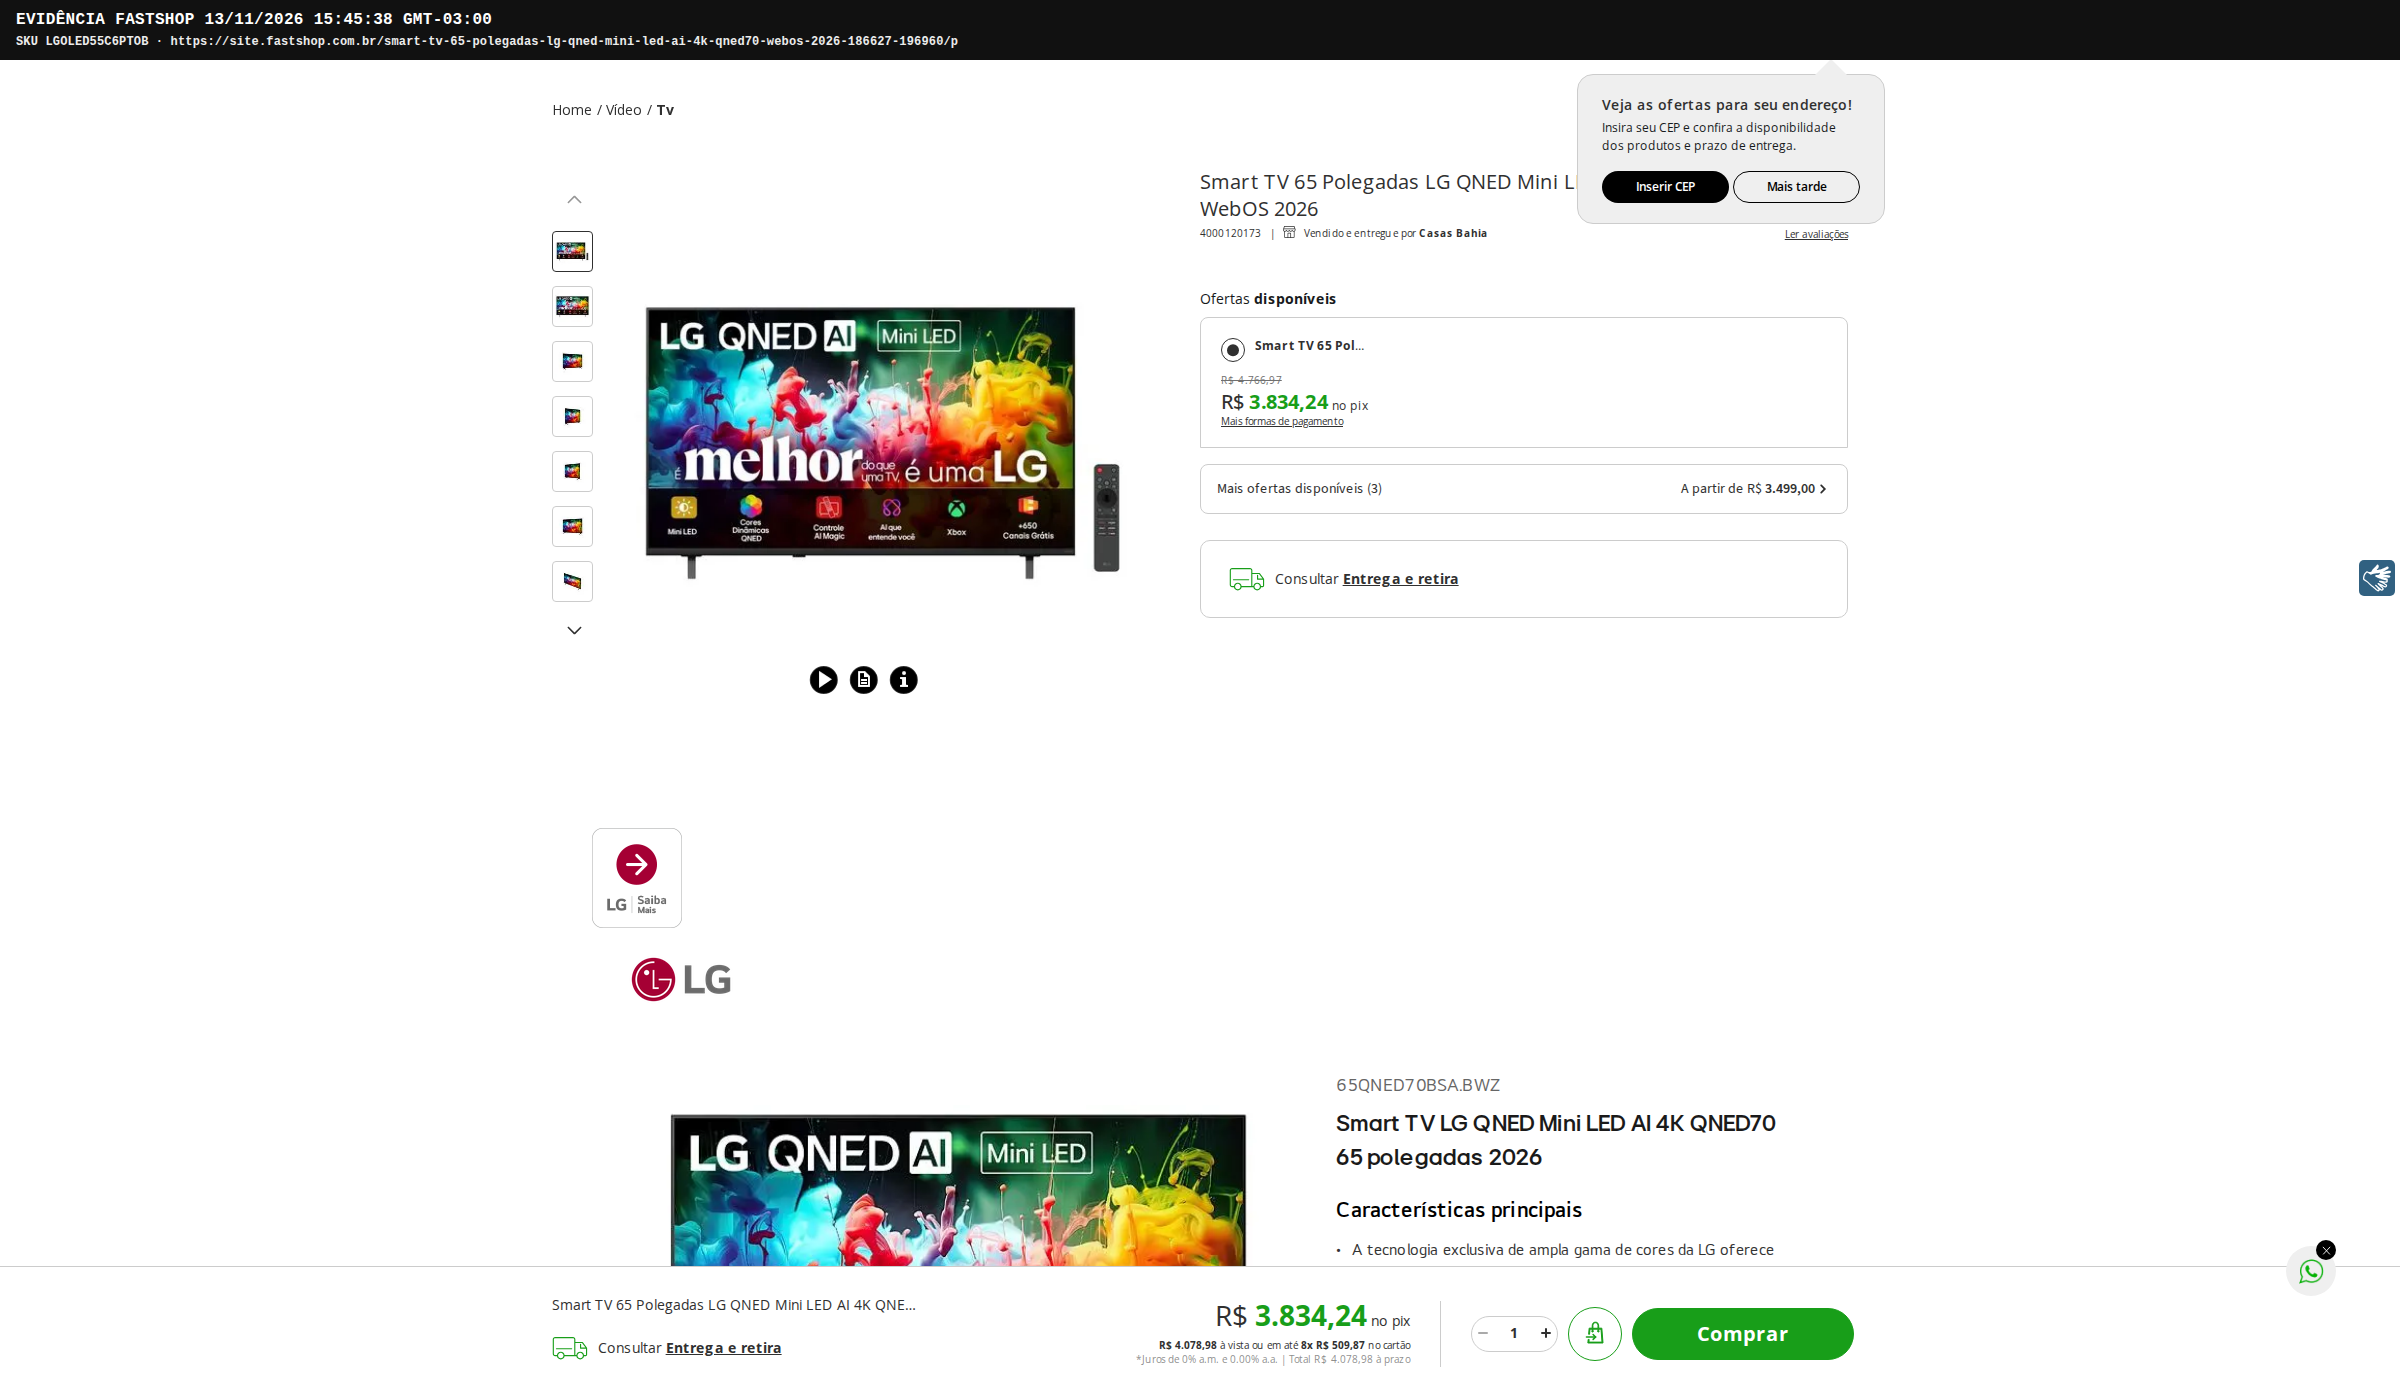 EVIDÊNCIA FASTSHOP 13/11/2026 15:45:38 GMT-03:00
SKU LGOLED55C6PTOB · https://site.fastshop.com.br/smart-tv-65-polegadas-lg-qned-mini-led-ai-4k-qned70-webos-2026-186627-196960/p
Home / Vídeo / Tv
Veja as ofertas para seu endereço!
Insira seu CEP e confira a disponibilidade
dos produtos e prazo de entrega.
Inserir CEP
Mais tarde
Smart TV 65 Polegadas LG QNED Mini
WebOS 2026
4000120173 | Vendido e entregue por Casas Bahia
Ler avaliações
Ofertas disponíveis
Smart TV 65 Pol...
R$ 4.766,97
R$ 3.834,24 no pix
Mais formas de pagamento
Mais ofertas disponíveis (3)
A partir de R$ 3.499,00
Consultar Entrega e retira
LG QNED AI Mini LED
É melhor do que uma TV, é uma LG
Mini LED
Cores Dinâmicas QNED
Controle AI Magic
AI que entende você
Xbox
+650 Canais Grátis
LG | Saiba Mais
LG
65QNED70BSA.BWZ
Smart TV LG QNED Mini LED AI 4K QNED70
65 polegadas 2026
Características principais
• A tecnologia exclusiva de ampla gama de cores da LG oferece
LG QNED AI Mini LED
Smart TV 65 Polegadas LG QNED Mini LED AI 4K QNE...
Consultar Entrega e retira
R$ 3.834,24 no pix
R$ 4.078,98 à vista ou em até 8x R$ 509,87 no cartão
*Juros de 0% a.m. e 0.00% a.a. | Total R$ 4.078,98 à prazo
1
Comprar